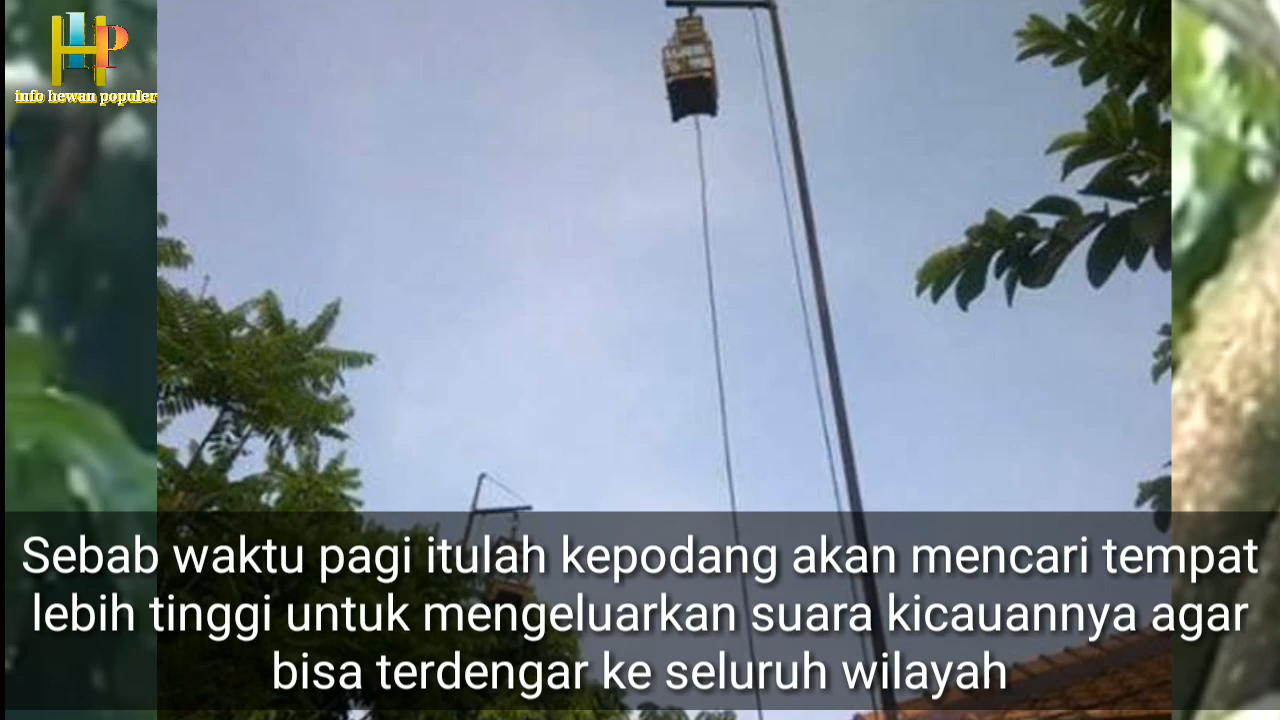 HP
info hewan populer
Sebab waktu pagi itulah kepodang akan mencari tempat
lebih tinggi untuk mengeluarkan suara kicauannya agar
bisa terdengar ke seluruh wilayah